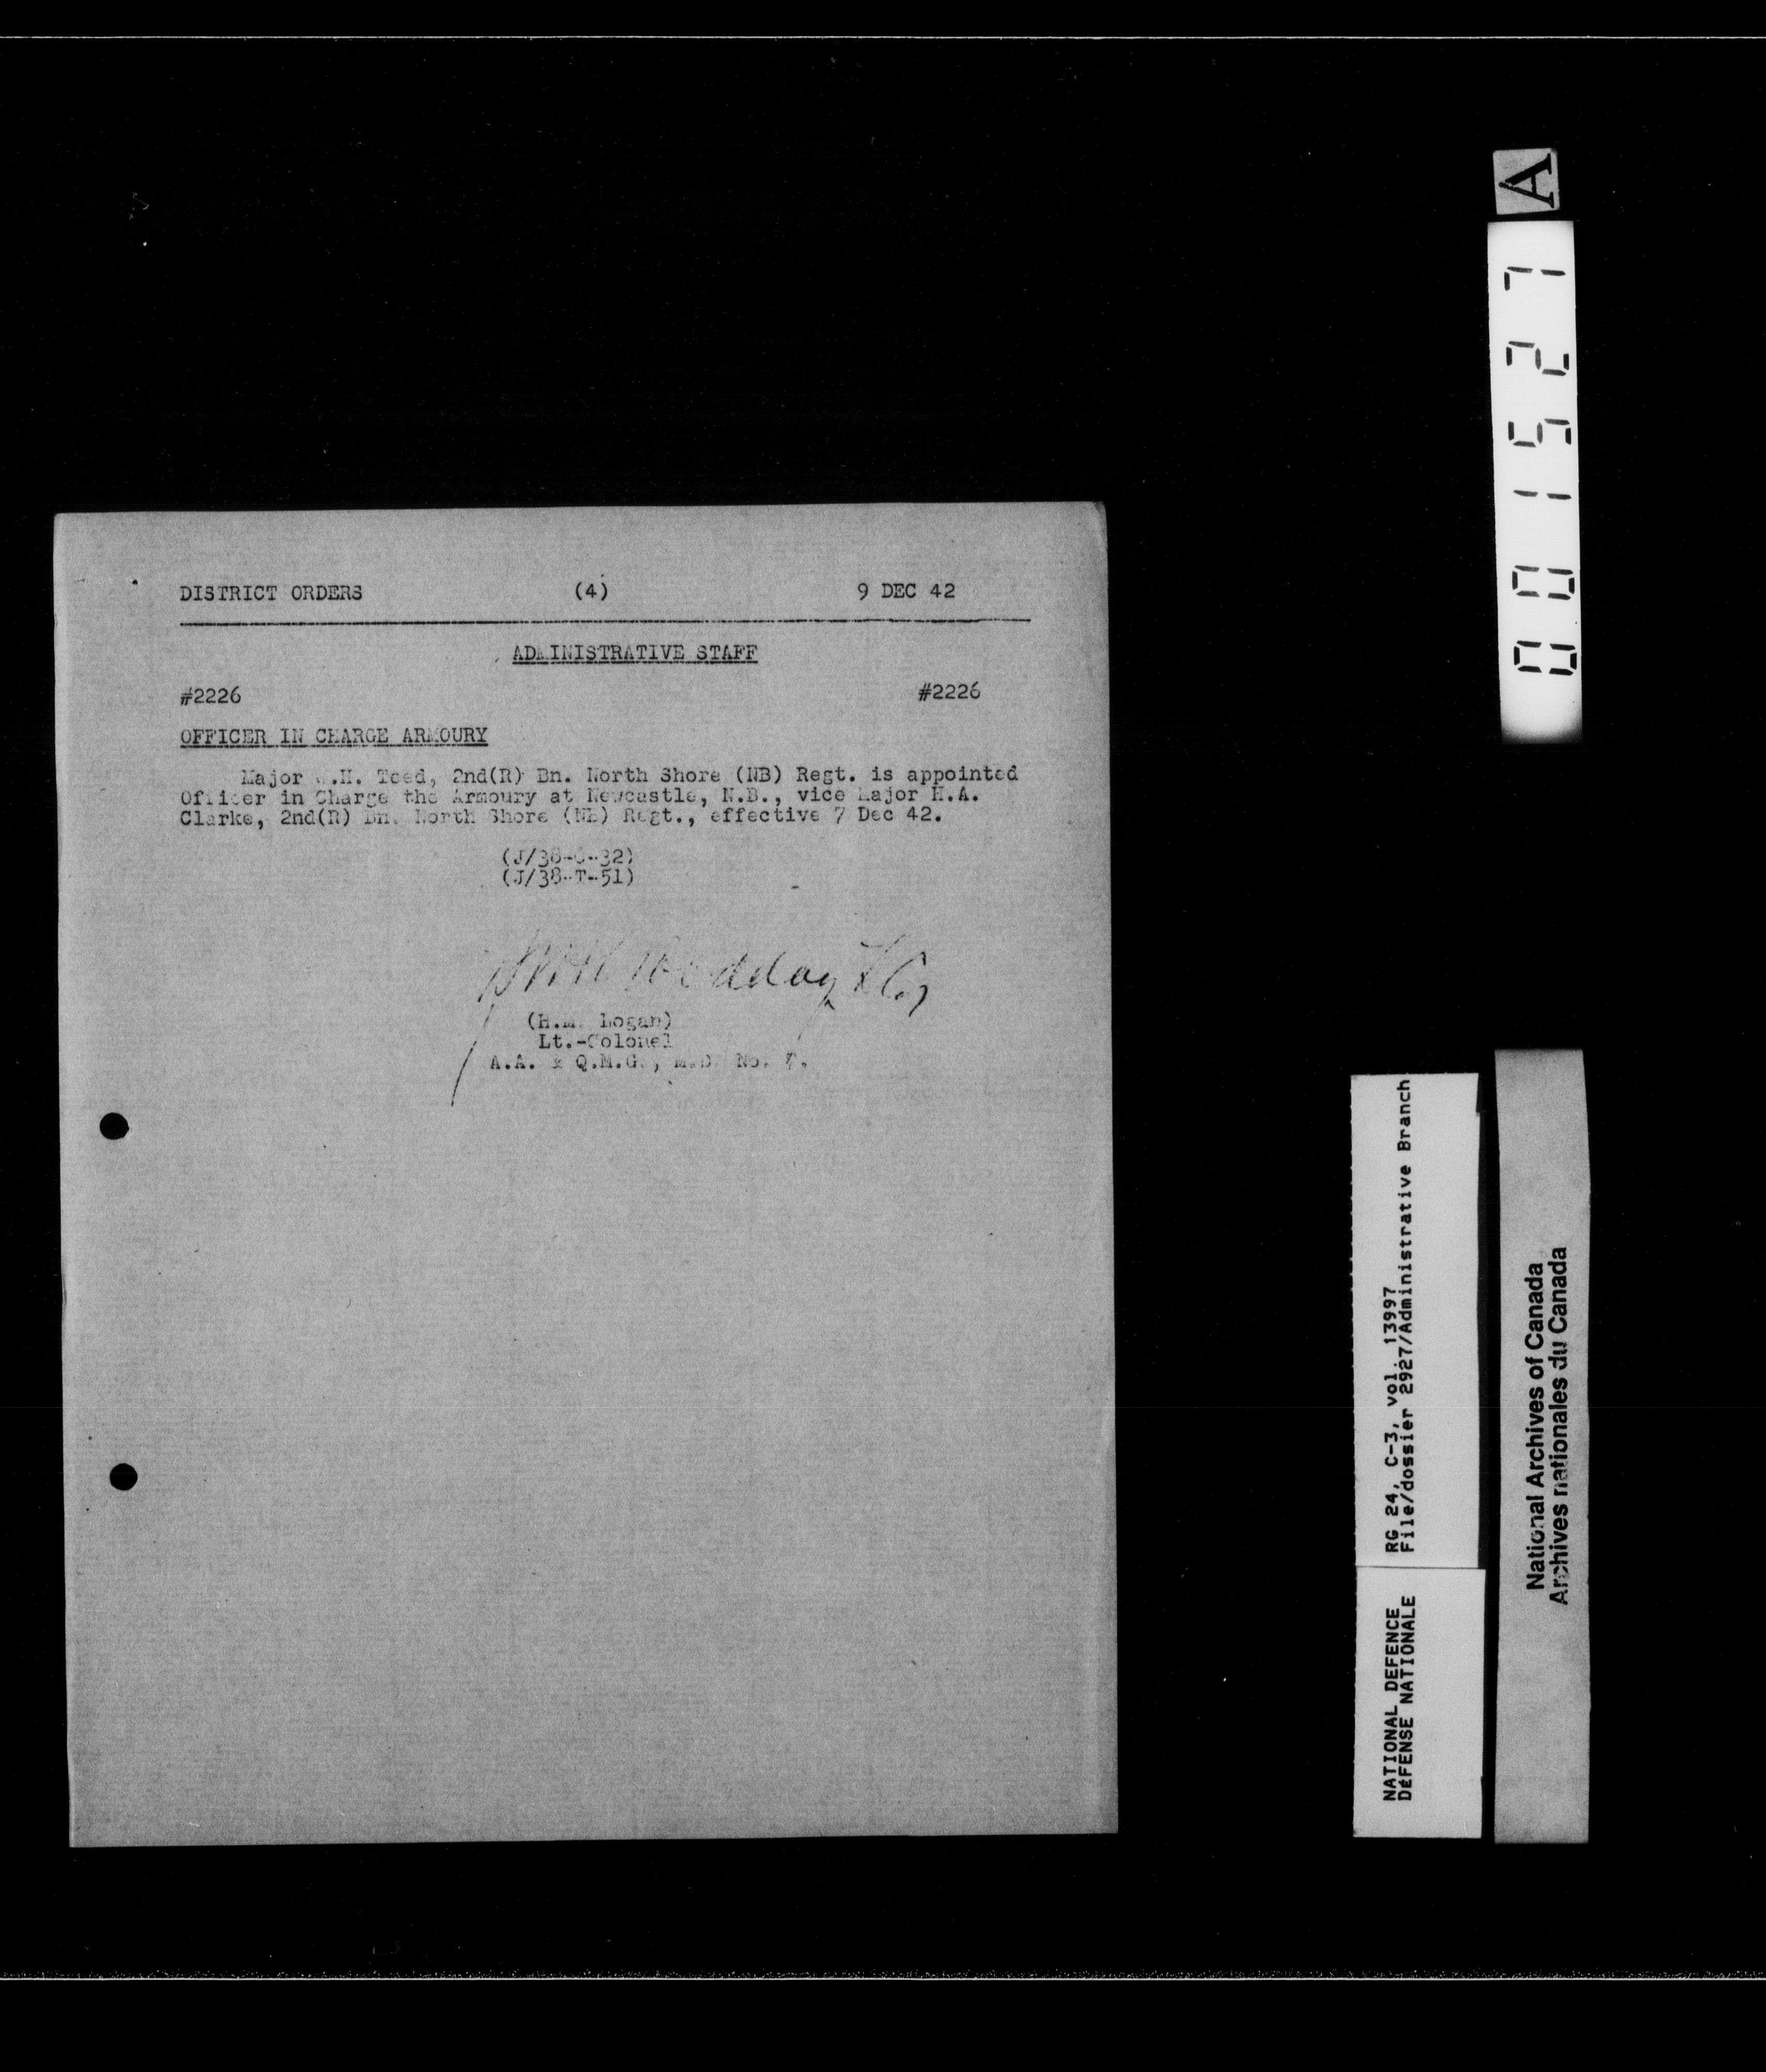 DISTRICT ORDERS (4) 9 DEC 42
ADMINISTRATIVE STAFF
#2226 #2226
OFFICER IN CHARGE ARMOURY
Major .H. Teed, 2nd(R) Bn. North Shore (NB) Regt. is appointed
Officer in Charge the Armoury at Newcastle, N.B., vice Major H.A.
Clarke, 2nd(R) Bn. North Shore (NB) Regt., effective 7 Dec 42.
(J/38-C-32)
(J/38-T-51)
(H.M. Logan)
Lt.-Colonel
A.A. & Q.M.G., M.D. No. 7.
A
001527
RG 24, C-3, vol. 13997
File/dossier 2927/Administrative Branch
NATIONAL DEFENCE
DÉFENSE NATIONALE
National Archives of Canada
Archives nationales du Canada